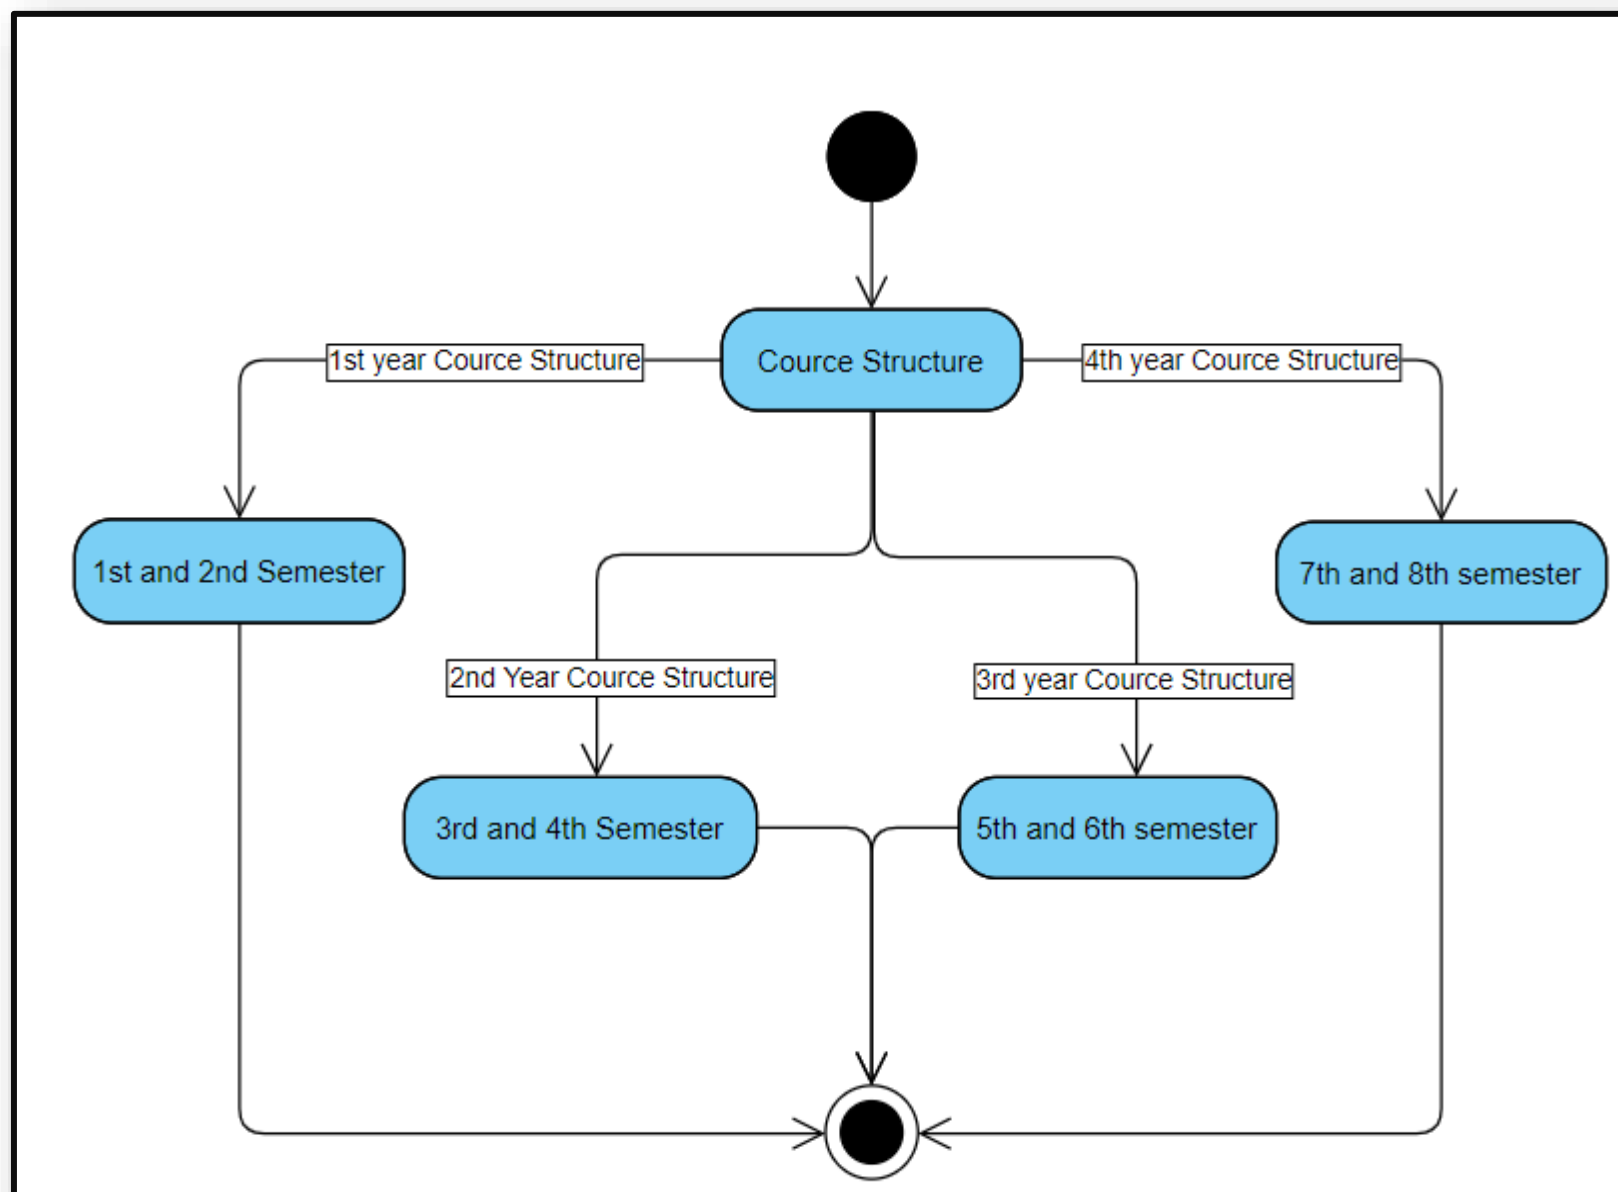 Cource Structure
1st year Cource Structure
4th year Cource Structure
1st and 2nd Semester
7th and 8th semester
2nd Year Cource Structure
3rd year Cource Structure
3rd and 4th Semester
5th and 6th semester